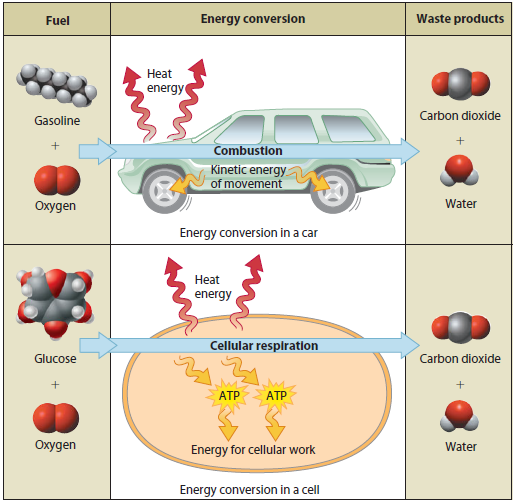 Fuel
Energy conversion
Waste products
Heat
energy
Gasoline
+
Oxygen
Combustion
Kinetic energy
of movement
Energy conversion in a car
Carbon dioxide
+
Water
Heat
energy
Glucose
+
Oxygen
Cellular respiration
ATP ATP
Energy for cellular work
Energy conversion in a cell
Carbon dioxide
+
Water